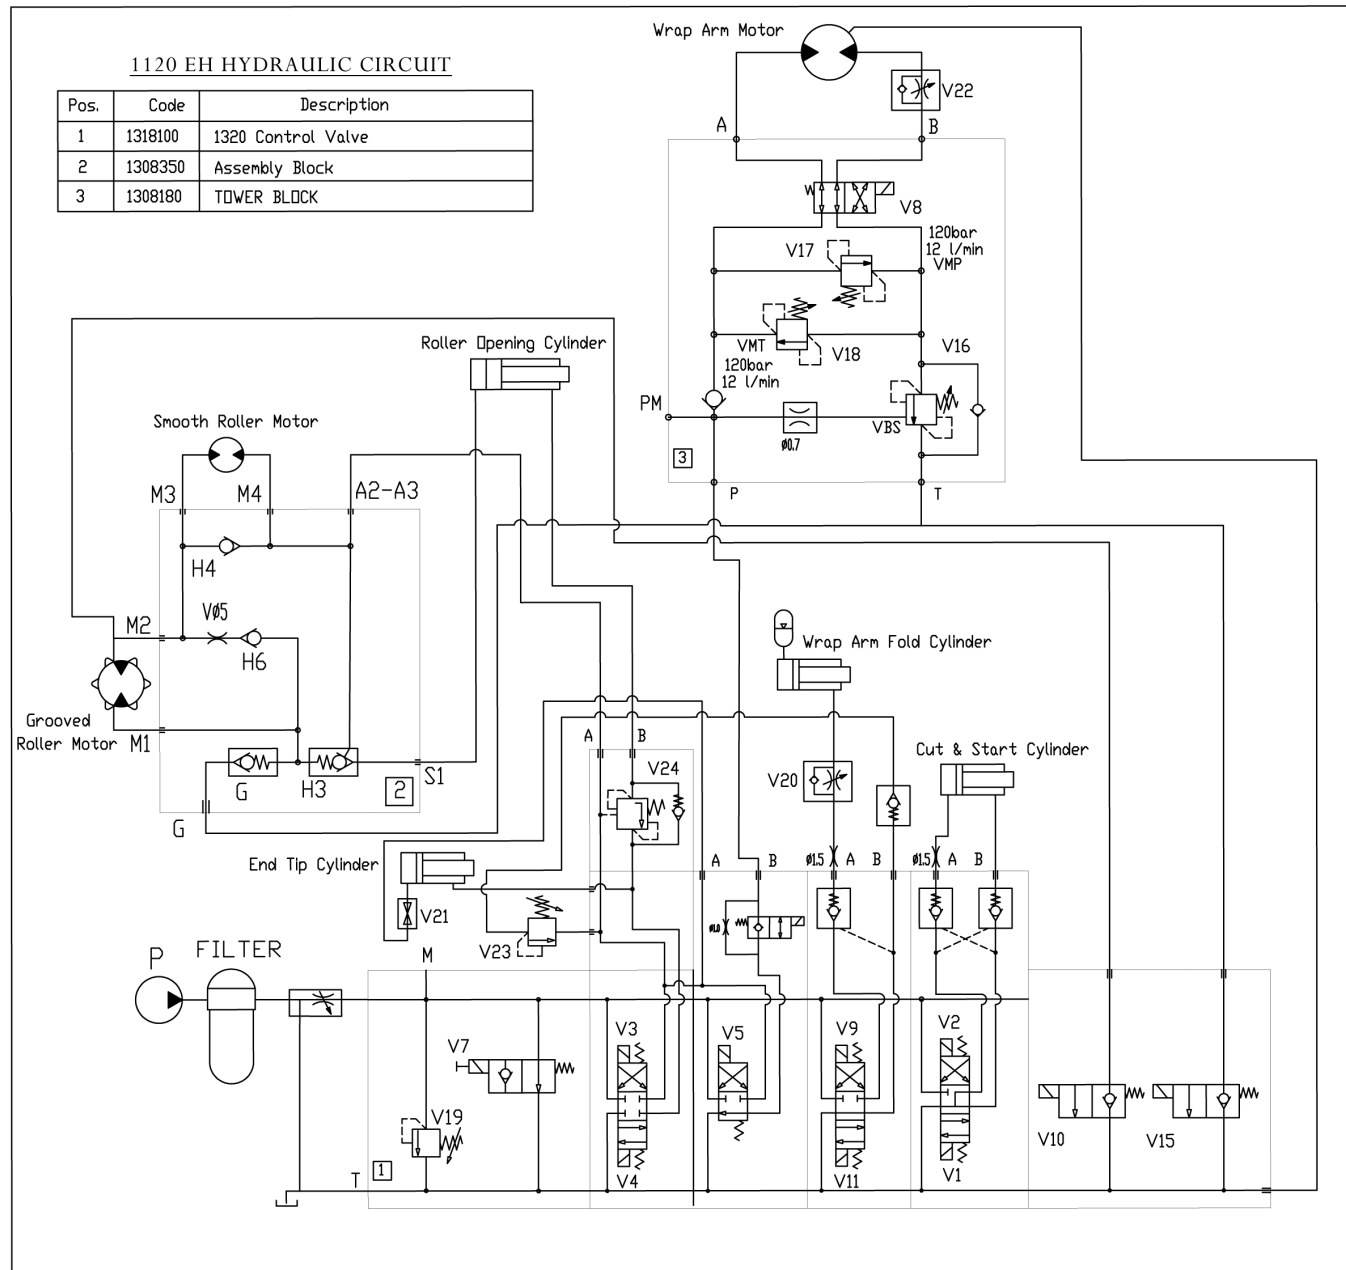 Wrap Arm Motor
1120 EH HYDRAULIC CIRCUIT
Pos. Code Description
1 1318100 1320 Control Valve
2 1308350 Assembly Block
3 1308180 TOWER BLOCK
V22
A
B
W
V8
120bar
12 l/min
VMP
V17
VMT
V18
120bar
12 l/min
V16
PM
ø0.7
VBS
3
P
T
Roller Opening Cylinder
Smooth Roller Motor
M3
M4
A2-A3
H4
Vø5
M2
H6
Grooved
Roller Motor
M1
G
H3
S1
2
G
Wrap Arm Fold Cylinder
Cut & Start Cylinder
A
B
V24
V20
End Tip Cylinder
A
B
ø1.5
A
B
ø1.5
A
B
V21
V23
ø1.0
P
FILTER
M
V7
V3
V5
V9
V2
V19
V10
V15
1
T
V4
V11
V1